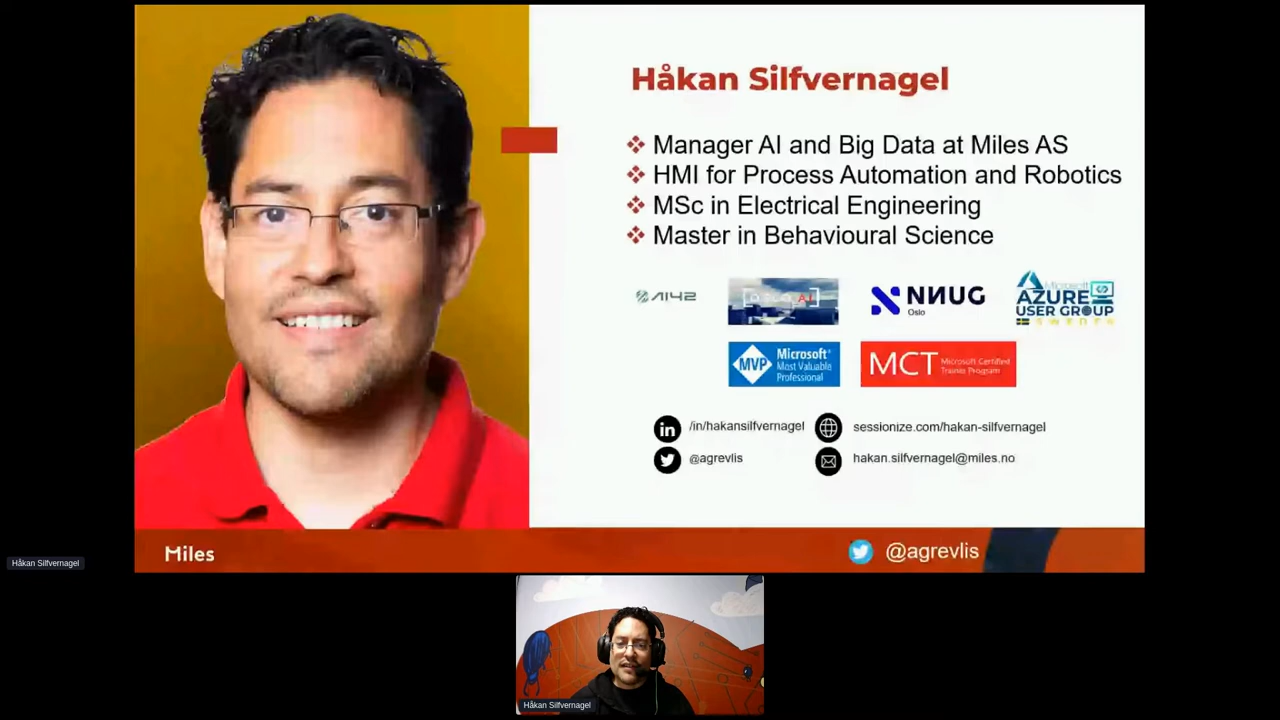 Håkan Silfvernagel
Manager AI and Big Data at Miles AS
HMI for Process Automation and Robotics
MSc in Electrical Engineering
Master in Behavioural Science
AI42
NNUG
Oslo
Microsoft
AZURE
USER GROUP
SWEDEN
MVP
Microsoft®
Most Valuable
Professional
MCT
Microsoft Certified
Trainer Program
in
/in/hakansilfvernagel
sessionize.com/hakan-silfvernagel
@agrevlis
hakan.silfvernagel@miles.no
Miles
@agrevlis
Håkan Silfvernagel
Håkan Silfvernagel